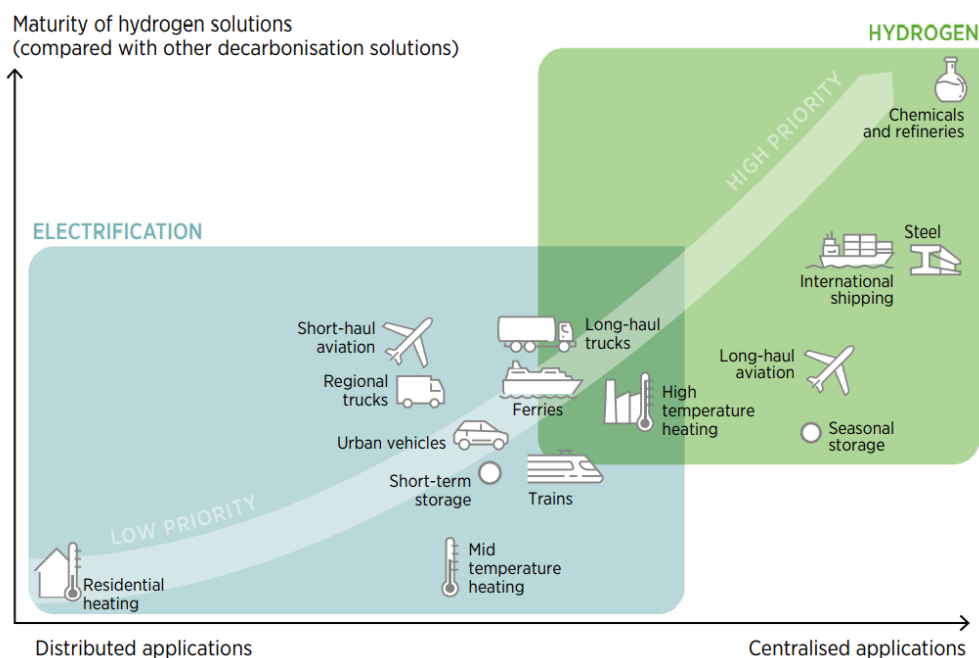 Maturity of hydrogen solutions
(compared with other decarbonisation solutions)
HYDROGEN
Chemicals
and refineries
HIGH PRIORITY
ELECTRIFICATION
Steel
International
shipping
Short-haul
aviation
Long-haul
trucks
Long-haul
aviation
Regional
trucks
Ferries
High
temperature
heating
Urban vehicles
Seasonal
storage
Short-term
storage
Trains
LOW PRIORITY
Mid
temperature
heating
Residential
heating
Distributed applications
Centralised applications